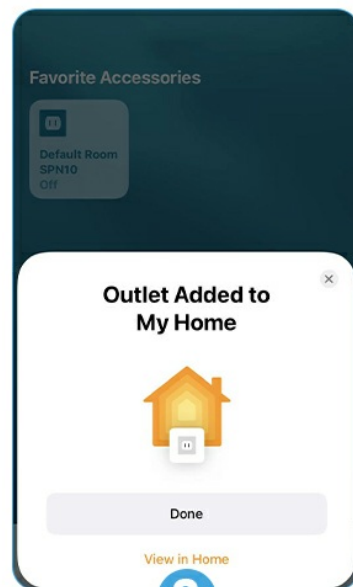 Favorite Accessories
Default Room
SPN10
Off
Outlet Added to
My Home
Done
View in Home